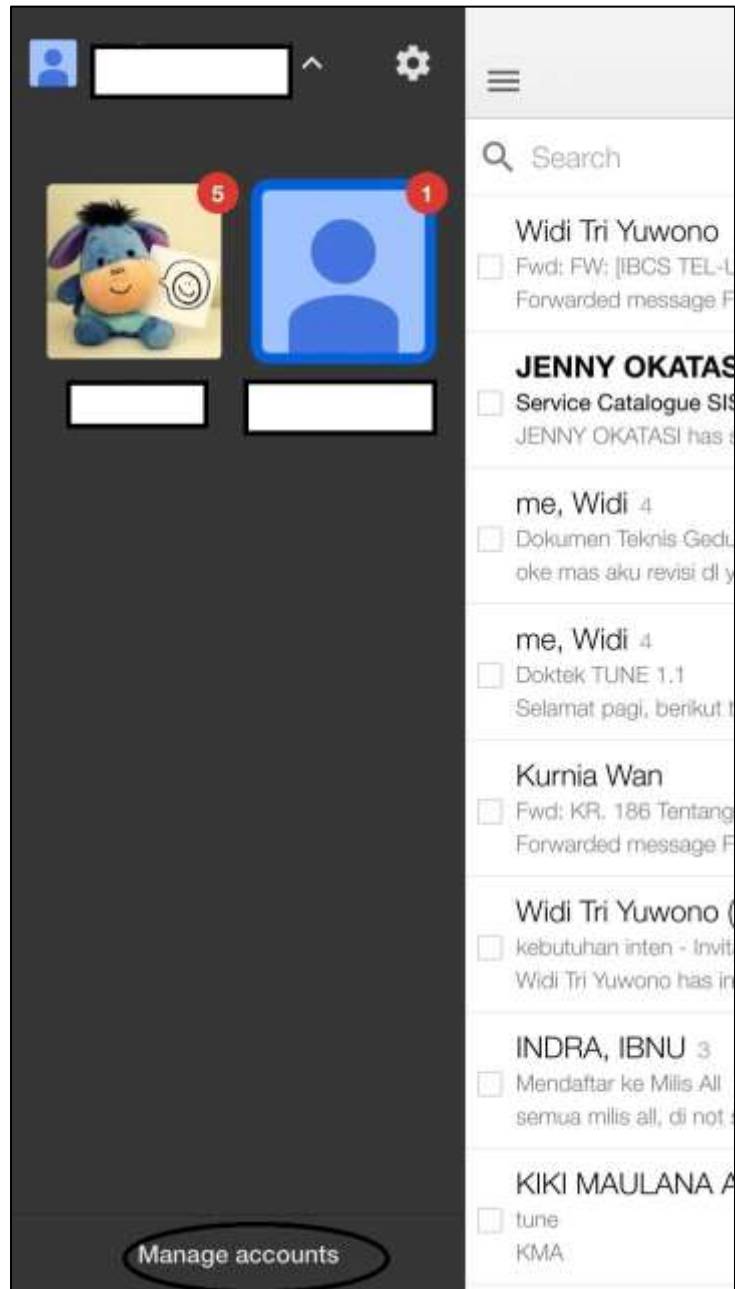 5
1
Manage accounts
Search
Widi Tri Yuwono
Fwd: FW: [IBCS TEL-U
Forwarded message F
JENNY OKATAS
Service Catalogue SIS
JENNY OKATASI has s
me, Widi 4
Dokumen Teknis Gedu
oke mas aku revisi dl y
me, Widi 4
Doktek TUNE 1.1
Selamat pagi, berikut t
Kurnia Wan
Fwd: KR. 186 Tentang
Forwarded message F
Widi Tri Yuwono (
kebutuhan inten - Invita
Widi Tri Yuwono has in
INDRA, IBNU 3
Mendaftar ke Milis All
semua milis all, di not s
KIKI MAULANA A
tune
KMA